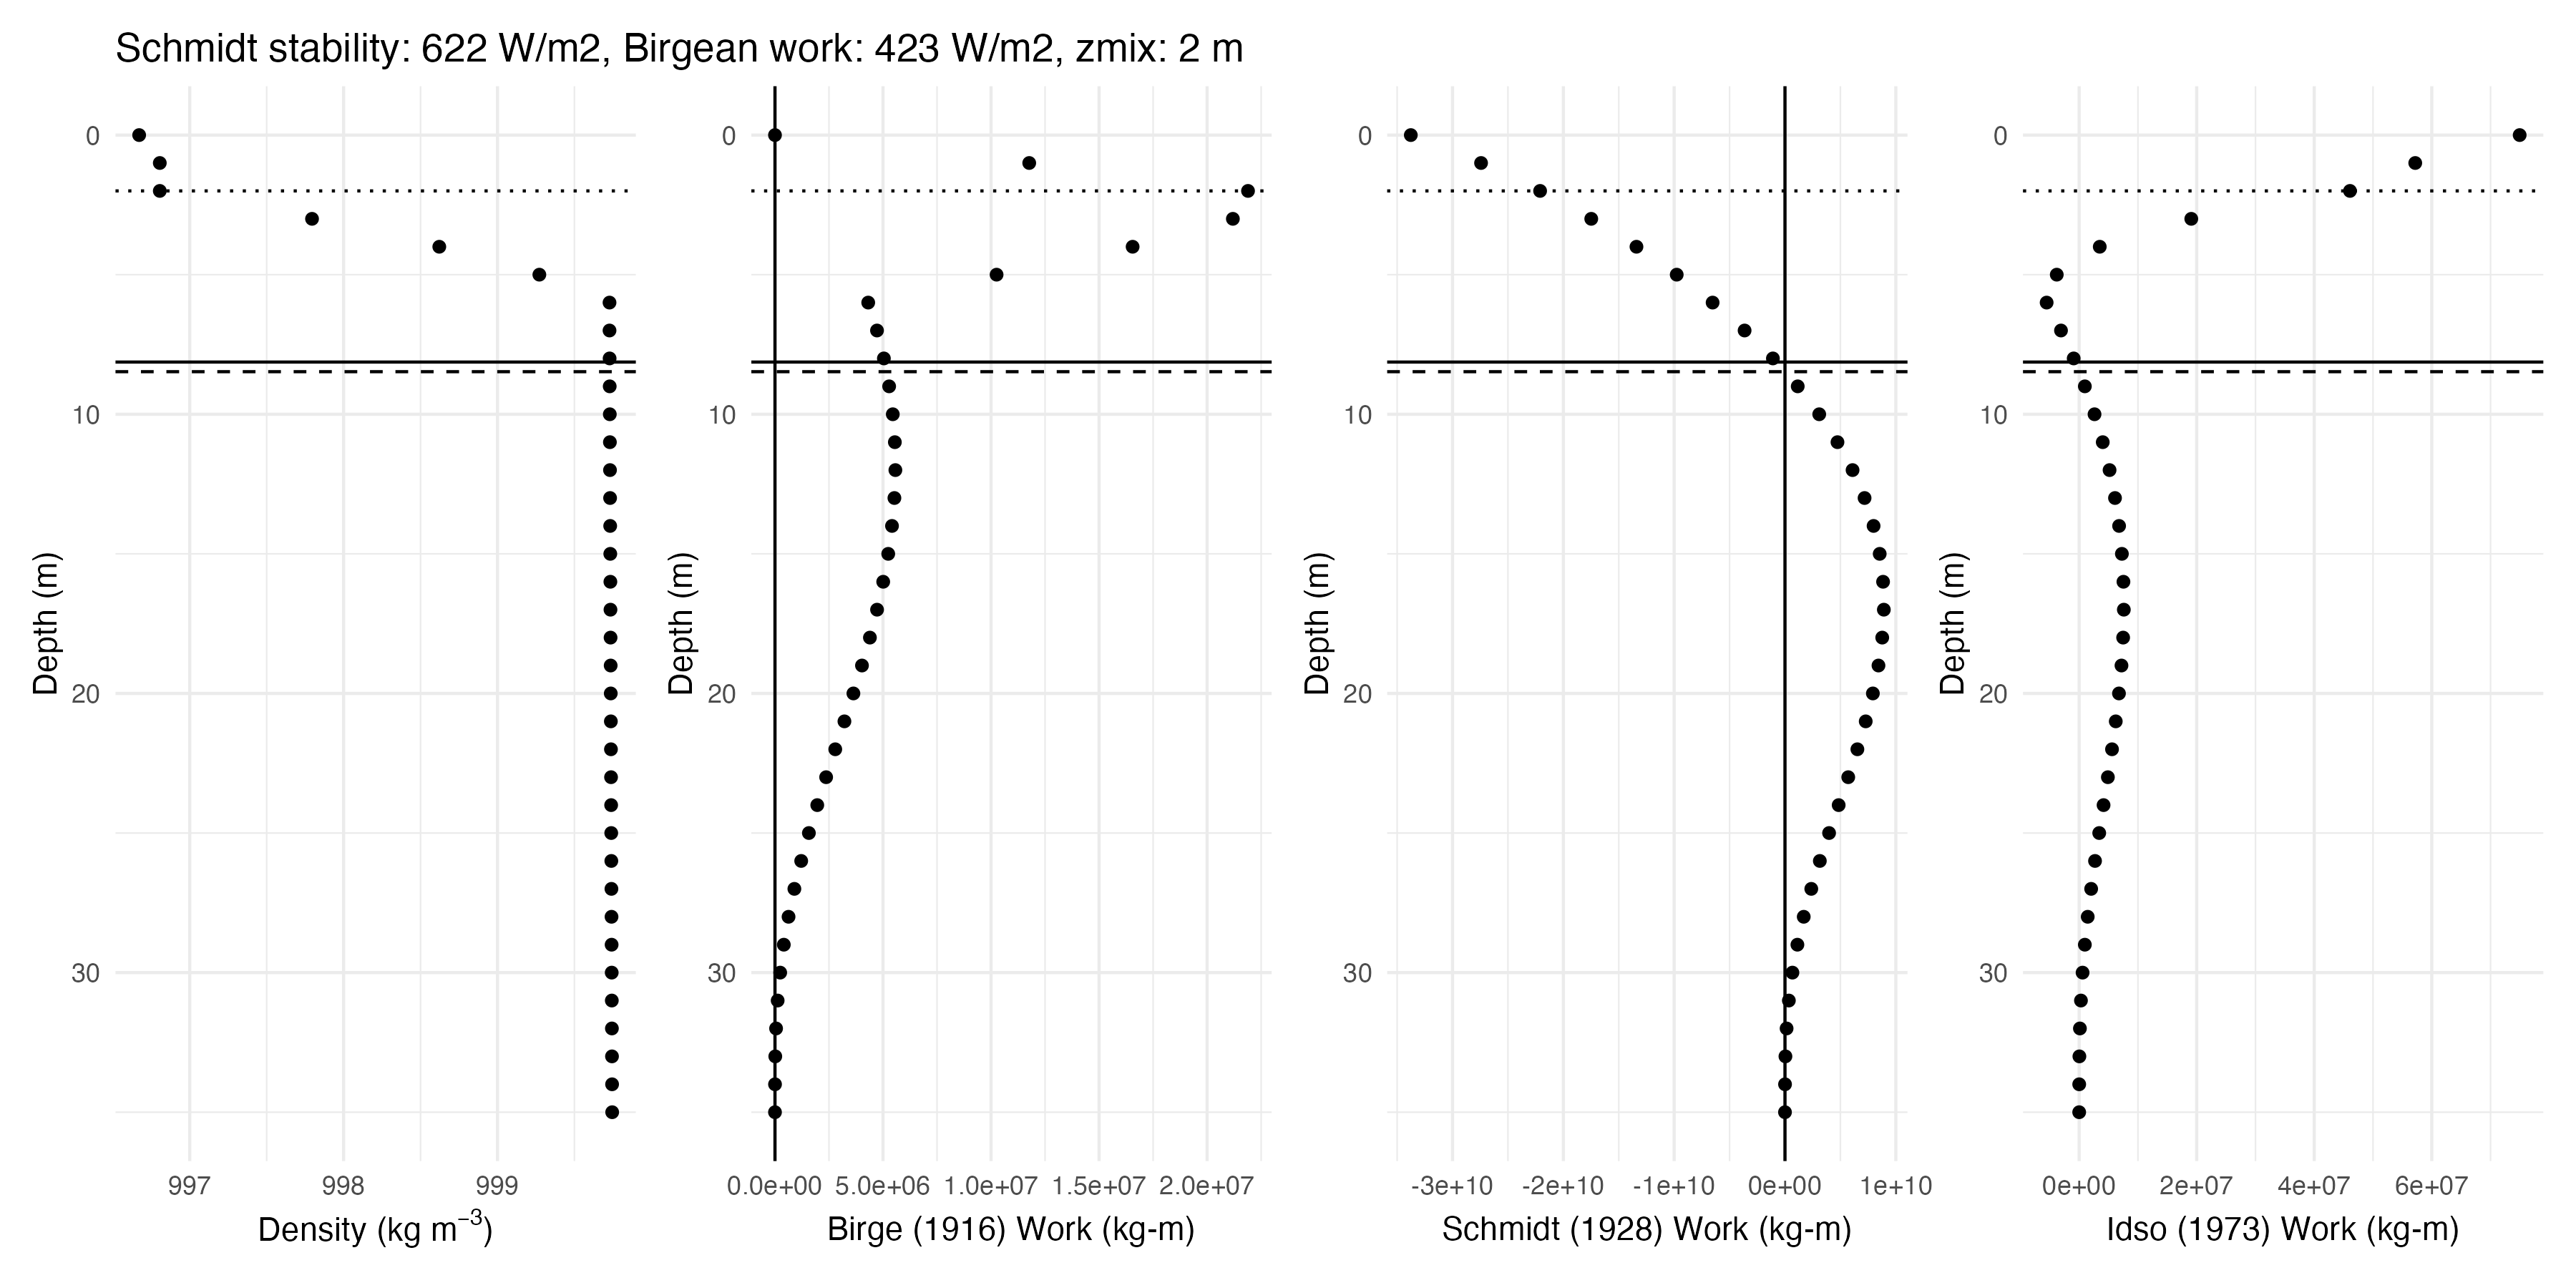 Schmidt stability: 622 W/m2, Birgean work: 423 W/m2, zmix: 2 m
Depth (m)
0
10
20
30
997 998 999
Density (kg m⁻³)
Depth (m)
0
10
20
30
0.0e+00 5.0e+06 1.0e+07 1.5e+07 2.0e+07
Birge (1916) Work (kg-m)
Depth (m)
0
10
20
30
-3e+10 -2e+10 -1e+10 0e+00 1e+10
Schmidt (1928) Work (kg-m)
Depth (m)
0
10
20
30
0e+00 2e+07 4e+07 6e+07
Idso (1973) Work (kg-m)